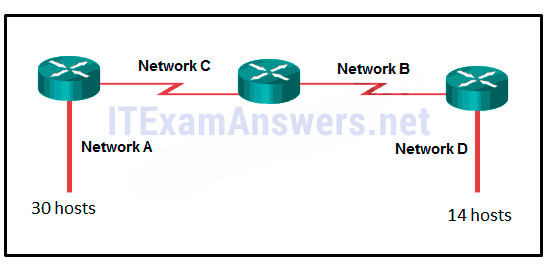 Network C
Network B
ITExamAnswers.net
Network A
Network D
30 hosts
14 hosts